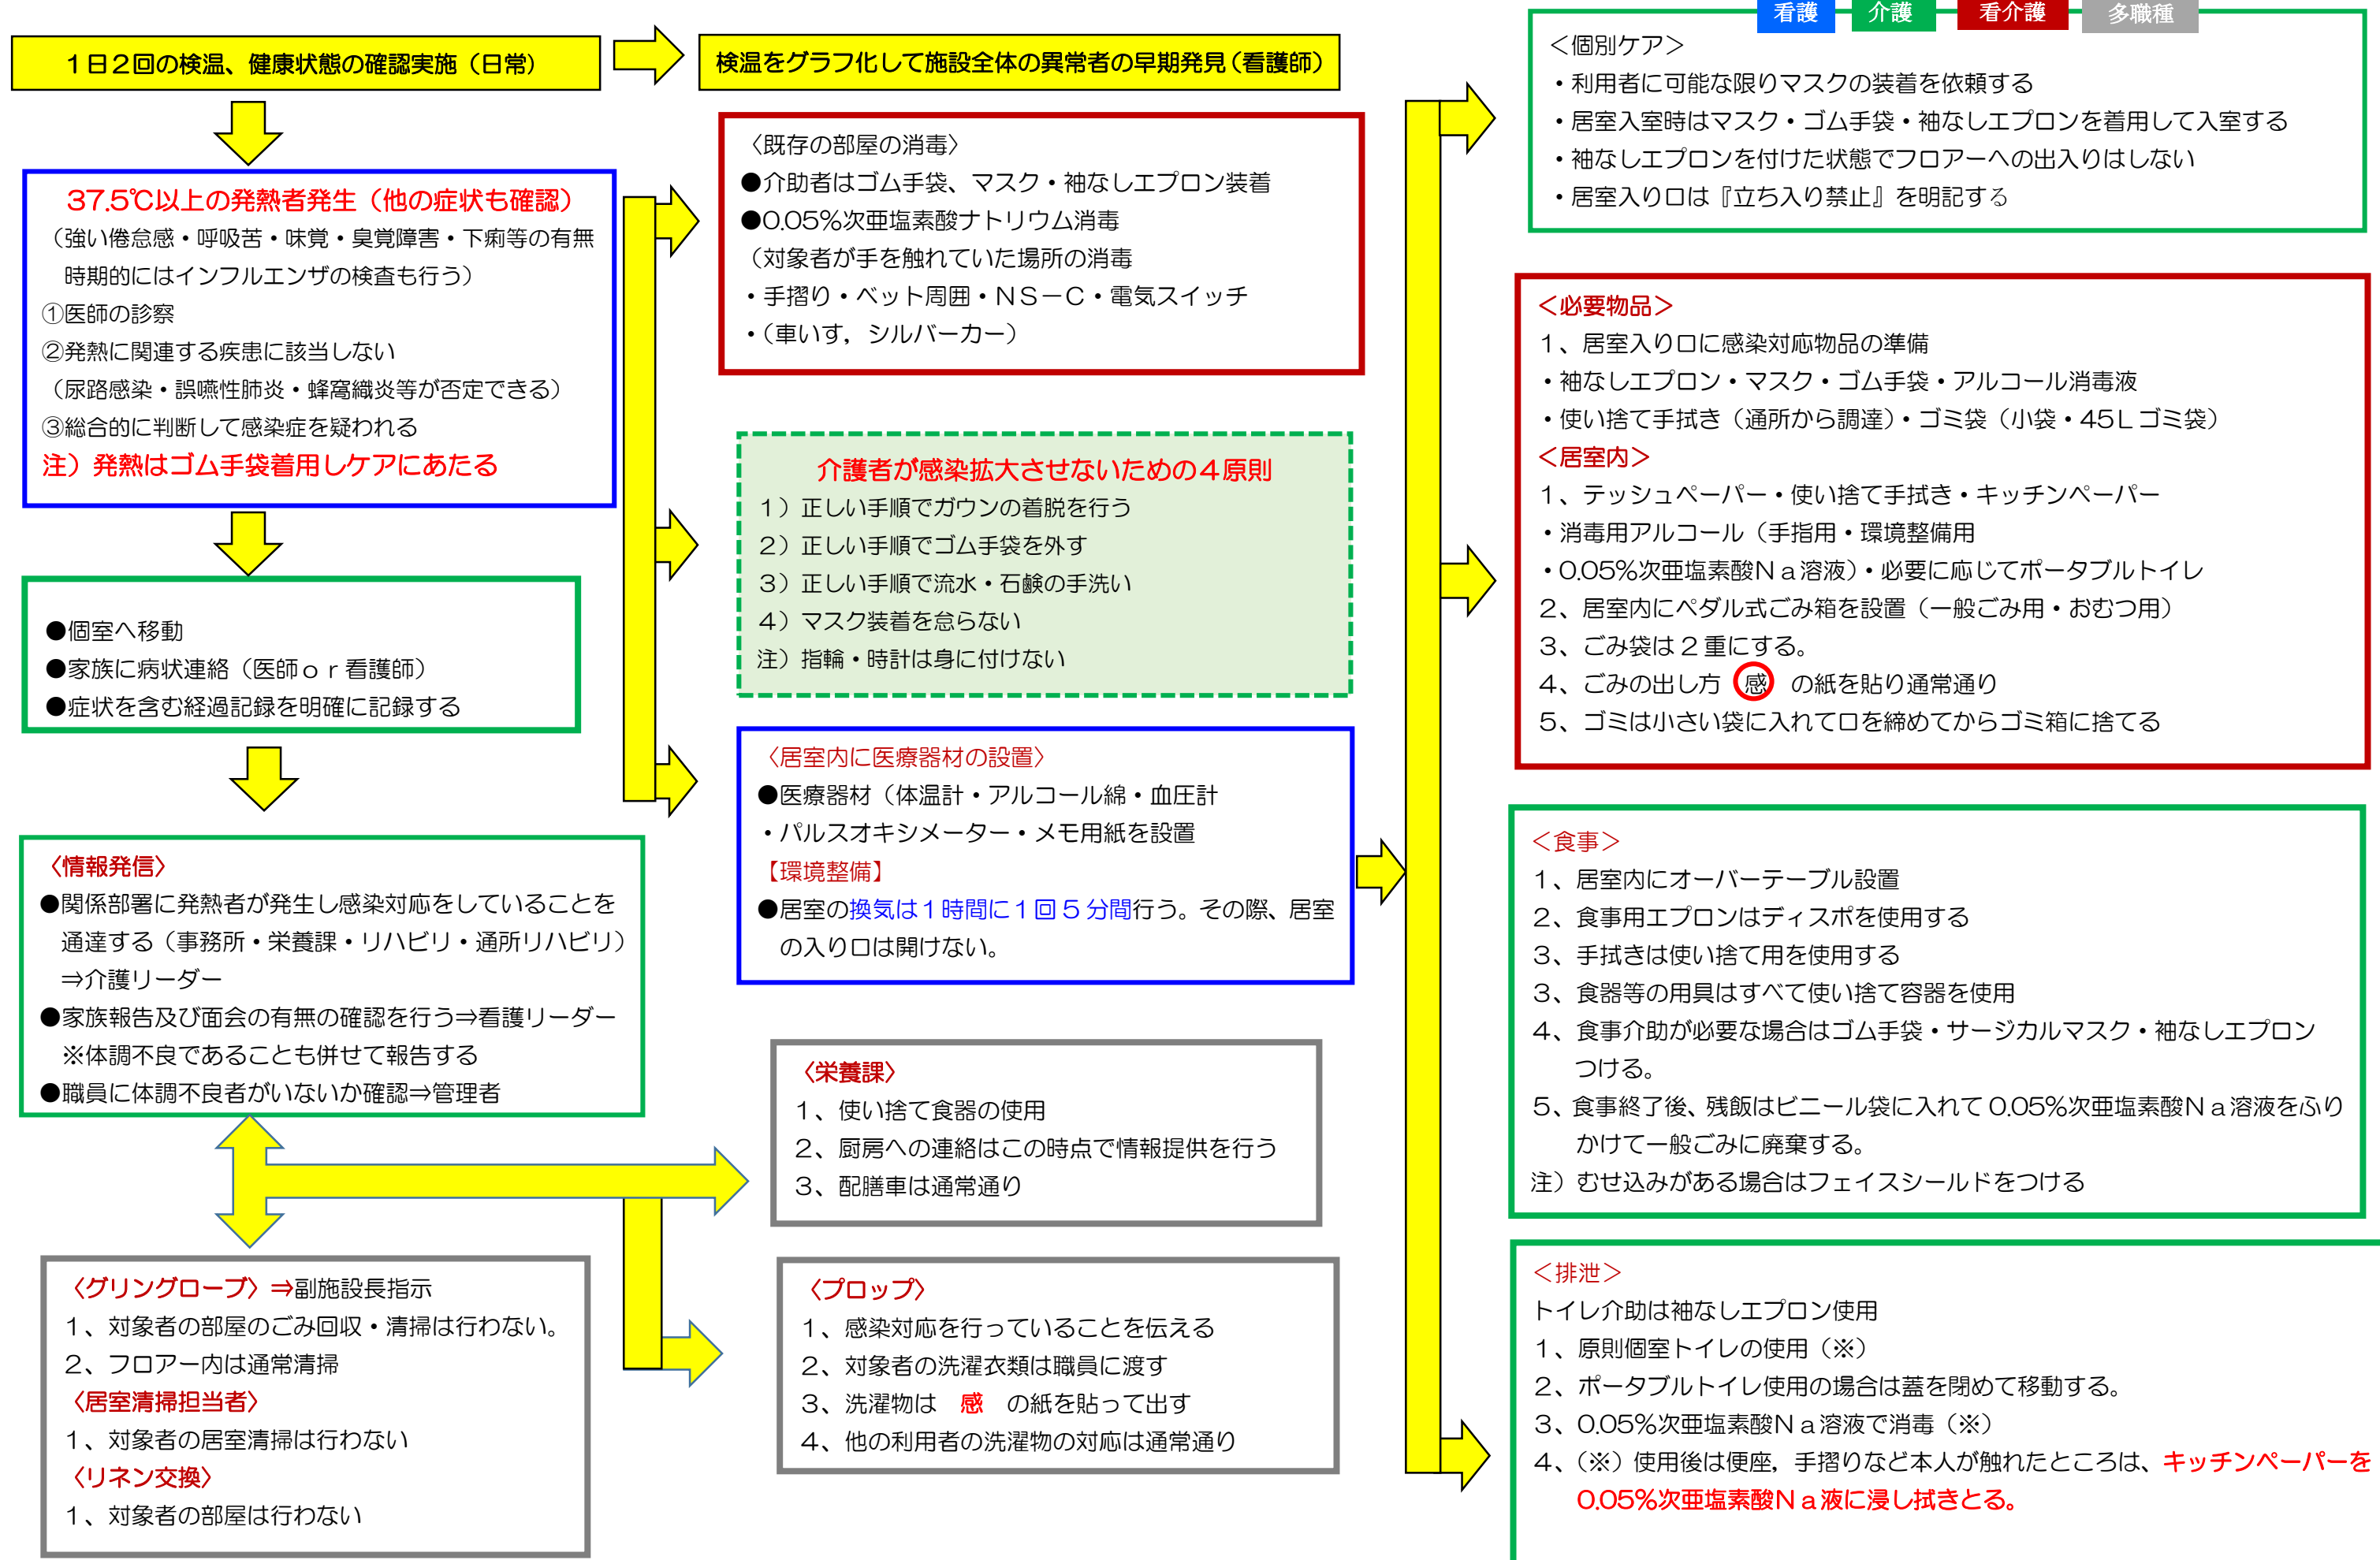 看護
介護
看介護
多職種
1日2回の検温、健康状態の確認実施（日常）
検温をグラフ化して施設全体の異常者の早期発見（看護師）
37.5℃以上の発熱者発生（他の症状も確認）
（強い倦怠感・呼吸苦・味覚・臭覚障害・下痢等の有無
時期的にはインフルエンザの検査も行う）
①医師の診察
②発熱に関連する疾患に該当しない
（尿路感染・誤嚥性肺炎・蜂窩織炎等が否定できる）
③総合的に判断して感染症を疑われる
注）発熱はゴム手袋着用しケアにあたる
●個室へ移動
●家族に病状連絡（医師ｏｒ看護師）
●症状を含む経過記録を明確に記録する
〈情報発信〉
●関係部署に発熱者が発生し感染対応をしていることを
通達する（事務所・栄養課・リハビリ・通所リハビリ）
⇒介護リーダー
●家族報告及び面会の有無の確認を行う⇒看護リーダー
※体調不良であることも併せて報告する
●職員に体調不良者がいないか確認⇒管理者
〈グリングローブ〉⇒副施設長指示
1、対象者の部屋のごみ回収・清掃は行わない。
2、フロアー内は通常清掃
〈居室清掃担当者〉
1、対象者の居室清掃は行わない
〈リネン交換〉
1、対象者の部屋は行わない
〈既存の部屋の消毒〉
●介助者はゴム手袋、マスク・袖なしエプロン装着
●0.05%次亜塩素酸ナトリウム消毒
（対象者が手を触れていた場所の消毒
・手摺り・ベット周囲・ＮＳ－Ｃ・電気スイッチ
・（車いす，シルバーカー）
介護者が感染拡大させないための４原則
1）正しい手順でガウンの着脱を行う
2）正しい手順でゴム手袋を外す
3）正しい手順で流水・石鹸の手洗い
4）マスク装着を怠らない
注）指輪・時計は身に付けない
〈居室内に医療器材の設置〉
●医療器材（体温計・アルコール綿・血圧計
・パルスオキシメーター・メモ用紙を設置
【環境整備】
●居室の換気は１時間に１回５分間行う。その際、居室
の入り口は開けない。
〈栄養課〉
1、使い捨て食器の使用
2、厨房への連絡はこの時点で情報提供を行う
3、配膳車は通常通り
〈プロップ〉
1、感染対応を行っていることを伝える
2、対象者の洗濯衣類は職員に渡す
3、洗濯物は　感　の紙を貼って出す
4、他の利用者の洗濯物の対応は通常通り
＜個別ケア＞
・利用者に可能な限りマスクの装着を依頼する
・居室入室時はマスク・ゴム手袋・袖なしエプロンを着用して入室する
・袖なしエプロンを付けた状態でフロアーへの出入りはしない
・居室入り口は『立ち入り禁止』を明記する
＜必要物品＞
1、居室入り口に感染対応物品の準備
・袖なしエプロン・マスク・ゴム手袋・アルコール消毒液
・使い捨て手拭き（通所から調達）・ゴミ袋（小袋・45Ｌゴミ袋）
＜居室内＞
1、テッシュペーパー・使い捨て手拭き・キッチンペーパー
・消毒用アルコール（手指用・環境整備用
・0.05%次亜塩素酸Ｎａ溶液）・必要に応じてポータブルトイレ
2、居室内にペダル式ごみ箱を設置（一般ごみ用・おむつ用）
3、ごみ袋は２重にする。
4、ごみの出し方　感　の紙を貼り通常通り
5、ゴミは小さい袋に入れて口を締めてからゴミ箱に捨てる
＜食事＞
1、居室内にオーバーテーブル設置
2、食事用エプロンはディスポを使用する
3、手拭きは使い捨て用を使用する
3、食器等の用具はすべて使い捨て容器を使用
4、食事介助が必要な場合はゴム手袋・サージカルマスク・袖なしエプロン
つける。
5、食事終了後、残飯はビニール袋に入れて 0.05%次亜塩素酸Ｎａ溶液をふり
かけて一般ごみに廃棄する。
注）むせ込みがある場合はフェイスシールドをつける
＜排泄＞
トイレ介助は袖なしエプロン使用
1、原則個室トイレの使用（※）
2、ポータブルトイレ使用の場合は蓋を閉めて移動する。
3、0.05%次亜塩素酸Ｎａ溶液で消毒（※）
4、（※）使用後は便座，手摺りなど本人が触れたところは、キッチンペーパーを
0.05%次亜塩素酸Ｎａ液に浸し拭きとる。